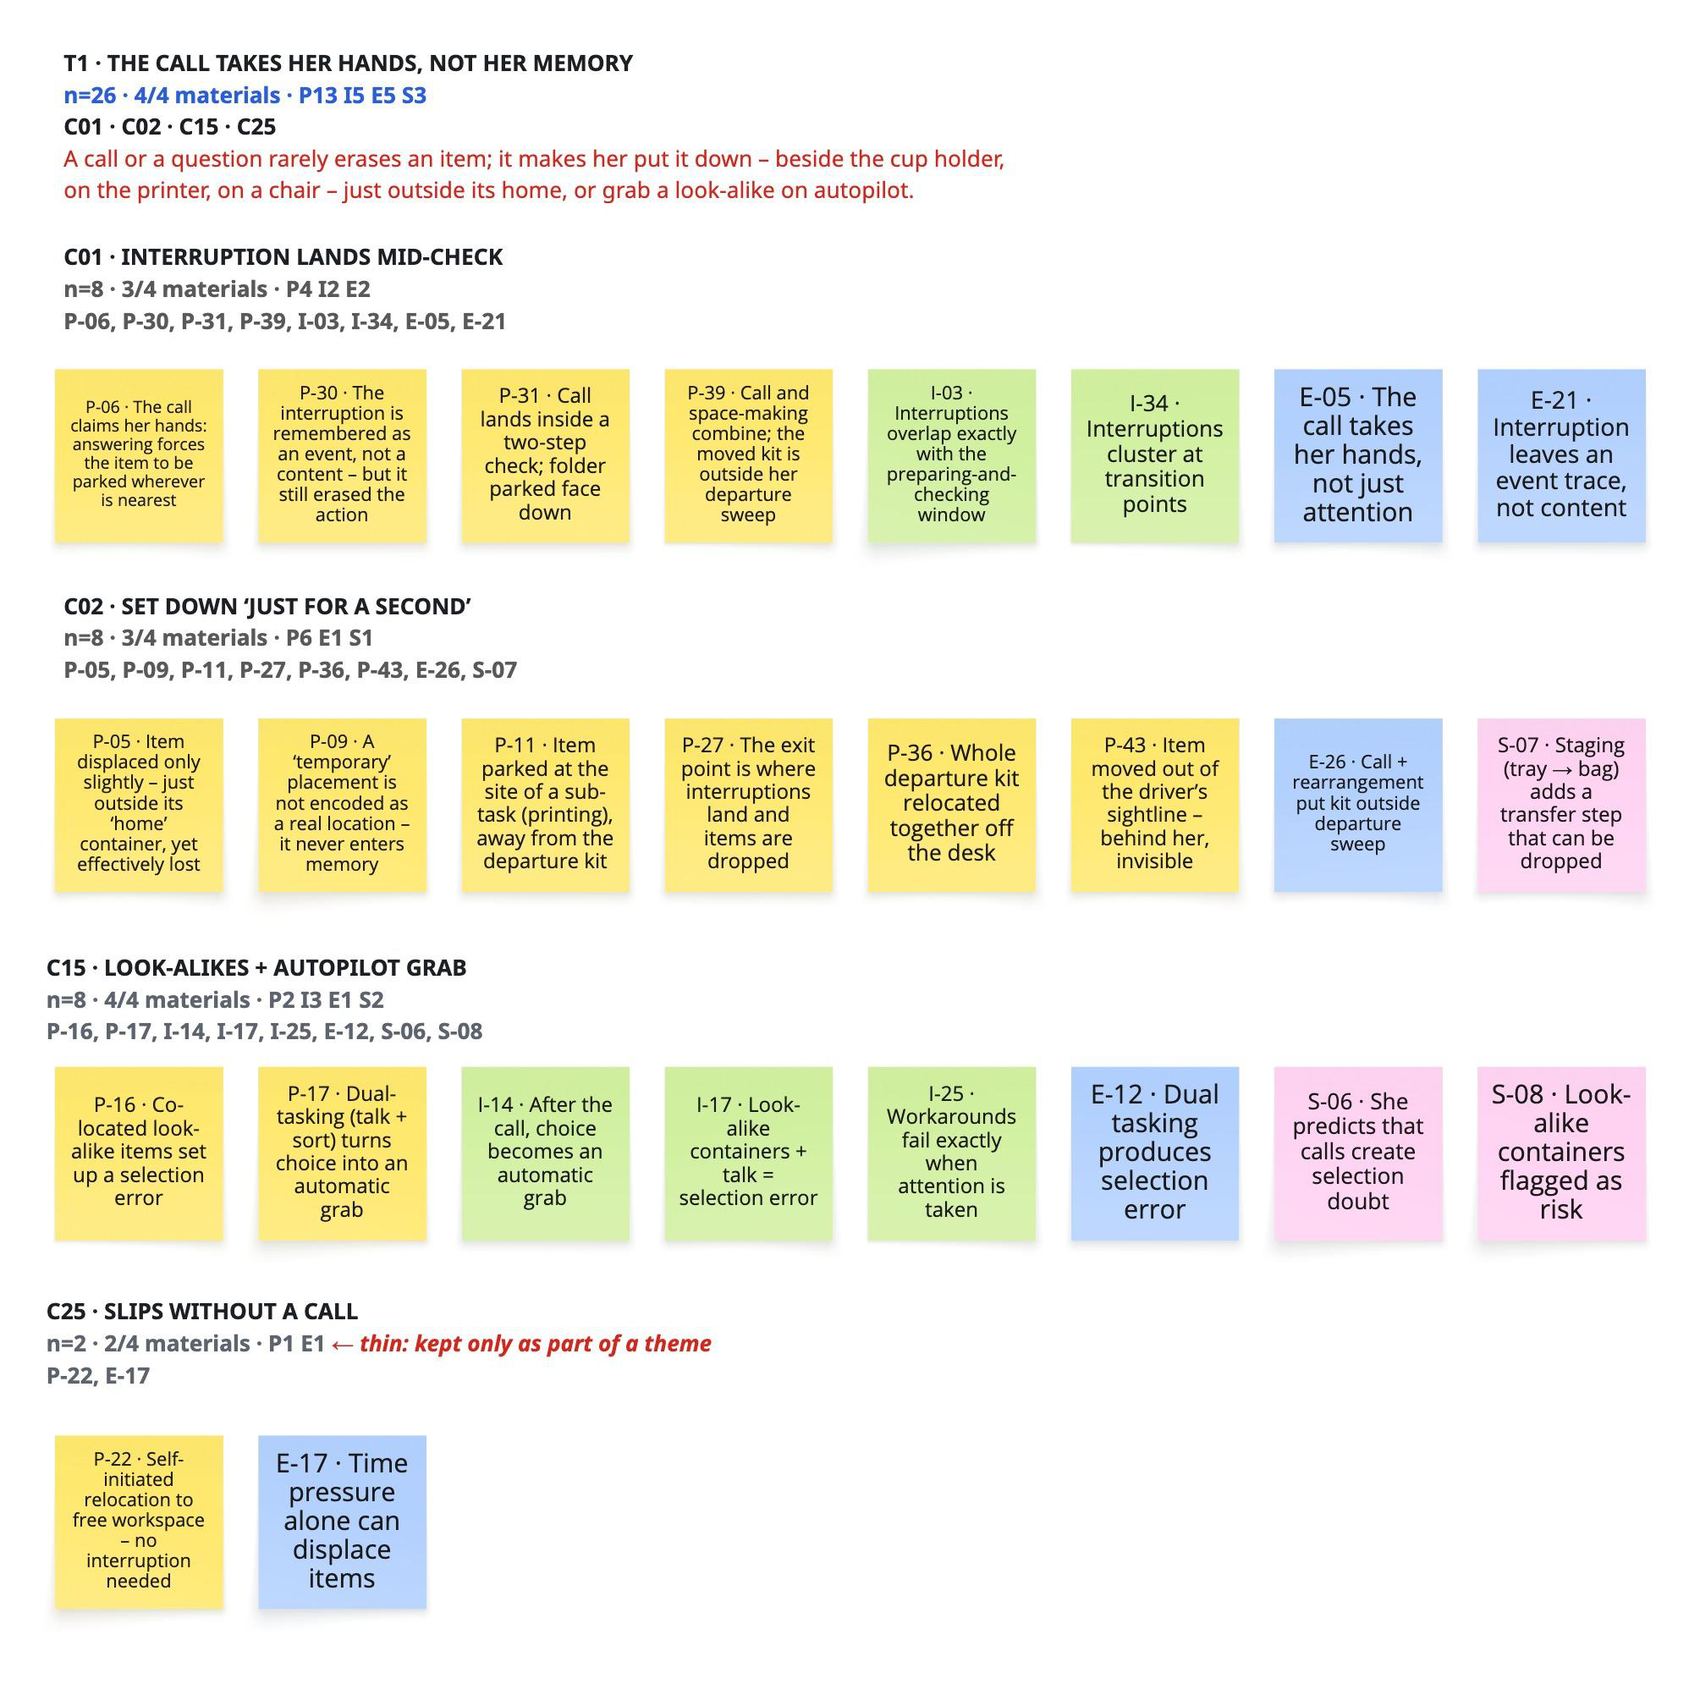 T1 · THE CALL TAKES HER HANDS, NOT HER MEMORY
n=26 · 4/4 materials · P13 I5 E5 S3
C01 · C02 · C15 · C25
A call or a question rarely erases an item; it makes her put it down – beside the cup holder,
on the printer, on a chair – just outside its home, or grab a look-alike on autopilot.
C01 · INTERRUPTION LANDS MID-CHECK
n=8 · 3/4 materials · P4 I2 E2
P-06, P-30, P-31, P-39, I-03, I-34, E-05, E-21
P-06 · The call
claims her hands:
answering forces
the item to be
parked wherever
is nearest
P-30 · The
interruption is
remembered as
an event, not a
content – but it
still erased the
action
P-31 · Call
lands inside a
two-step
check; folder
parked face
down
P-39 · Call and
space-making
combine; the
moved kit is
outside her
departure
sweep
I-03 ·
Interruptions
overlap exactly
with the
preparing-and-
checking
window
I-34 ·
Interruptions
cluster at
transition
points
E-05 · The
call takes
her hands,
not just
attention
E-21 ·
Interruption
leaves an
event trace,
not content
C02 · SET DOWN ‘JUST FOR A SECOND’
n=8 · 3/4 materials · P6 E1 S1
P-05, P-09, P-11, P-27, P-36, P-43, E-26, S-07
P-05 · Item
displaced only
slightly – just
outside its
‘home’
container, yet
effectively lost
P-09 · A
‘temporary’
placement is
not encoded as
a real location –
it never enters
memory
P-11 · Item
parked at the
site of a sub-
task (printing),
away from the
departure kit
P-27 · The exit
point is where
interruptions
land and
items are
dropped
P-36 · Whole
departure kit
relocated
together off
the desk
P-43 · Item
moved out of
the driver’s
sightline –
behind her,
invisible
E-26 · Call +
rearrangement
put kit outside
departure
sweep
S-07 · Staging
(tray → bag)
adds a
transfer step
that can be
dropped
C15 · LOOK-ALIKES + AUTOPILOT GRAB
n=8 · 4/4 materials · P2 I3 E1 S2
P-16, P-17, I-14, I-17, I-25, E-12, S-06, S-08
P-16 · Co-
located look-
alike items set
up a selection
error
P-17 · Dual-
tasking (talk +
sort) turns
choice into an
automatic
grab
I-14 · After the
call, choice
becomes an
automatic
grab
I-17 · Look-
alike
containers +
talk =
selection error
I-25 ·
Workarounds
fail exactly
when
attention is
taken
E-12 · Dual
tasking
produces
selection
error
S-06 · She
predicts that
calls create
selection
doubt
S-08 · Look-
alike
containers
flagged as
risk
C25 · SLIPS WITHOUT A CALL
n=2 · 2/4 materials · P1 E1 ← thin: kept only as part of a theme
P-22, E-17
P-22 · Self-
initiated
relocation to
free workspace
– no
interruption
needed
E-17 · Time
pressure
alone can
displace
items